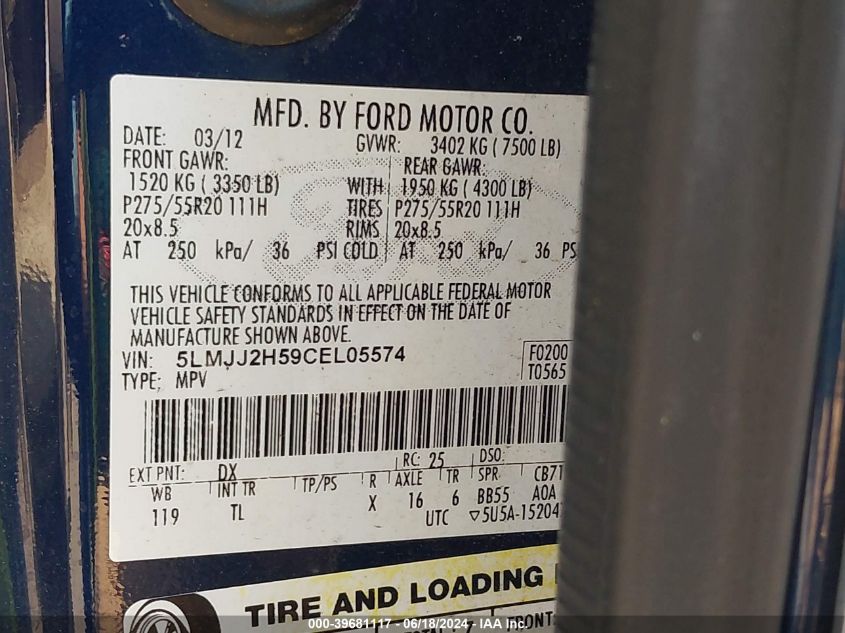 MFD. BY FORD MOTOR CO.
DATE: 03/12 GVWR: 3402 KG ( 7500 LB)
FRONT GAWR: REAR GAWR:
1520 KG ( 3350 LB) WITH 1950 KG ( 4300 LB)
P275/55R20 111H TIRES P275/55R20 111H
20x8.5 RIMS 20x8.5
AT 250 kPa/ 36 PSI COLD AT 250 kPa/ 36 PS
THIS VEHICLE CONFORMS TO ALL APPLICABLE FEDERAL MOTOR
VEHICLE SAFETY STANDARDS IN EFFECT ON THE DATE OF
MANUFACTURE SHOWN ABOVE.
VIN: 5LMJJ2H59CEL05574 F0200
TYPE: MPV T0565
EXT PNT: DX RC: 25 DSO:
WB INT TR TP/PS R AXLE TR SPR CB71
119 TL X 16 6 BB55 AOA
UTC ▽5U5A-15204
TIRE AND LOADING
FRONT
000-39681117 - 06/18/2024 - IAA Inc.